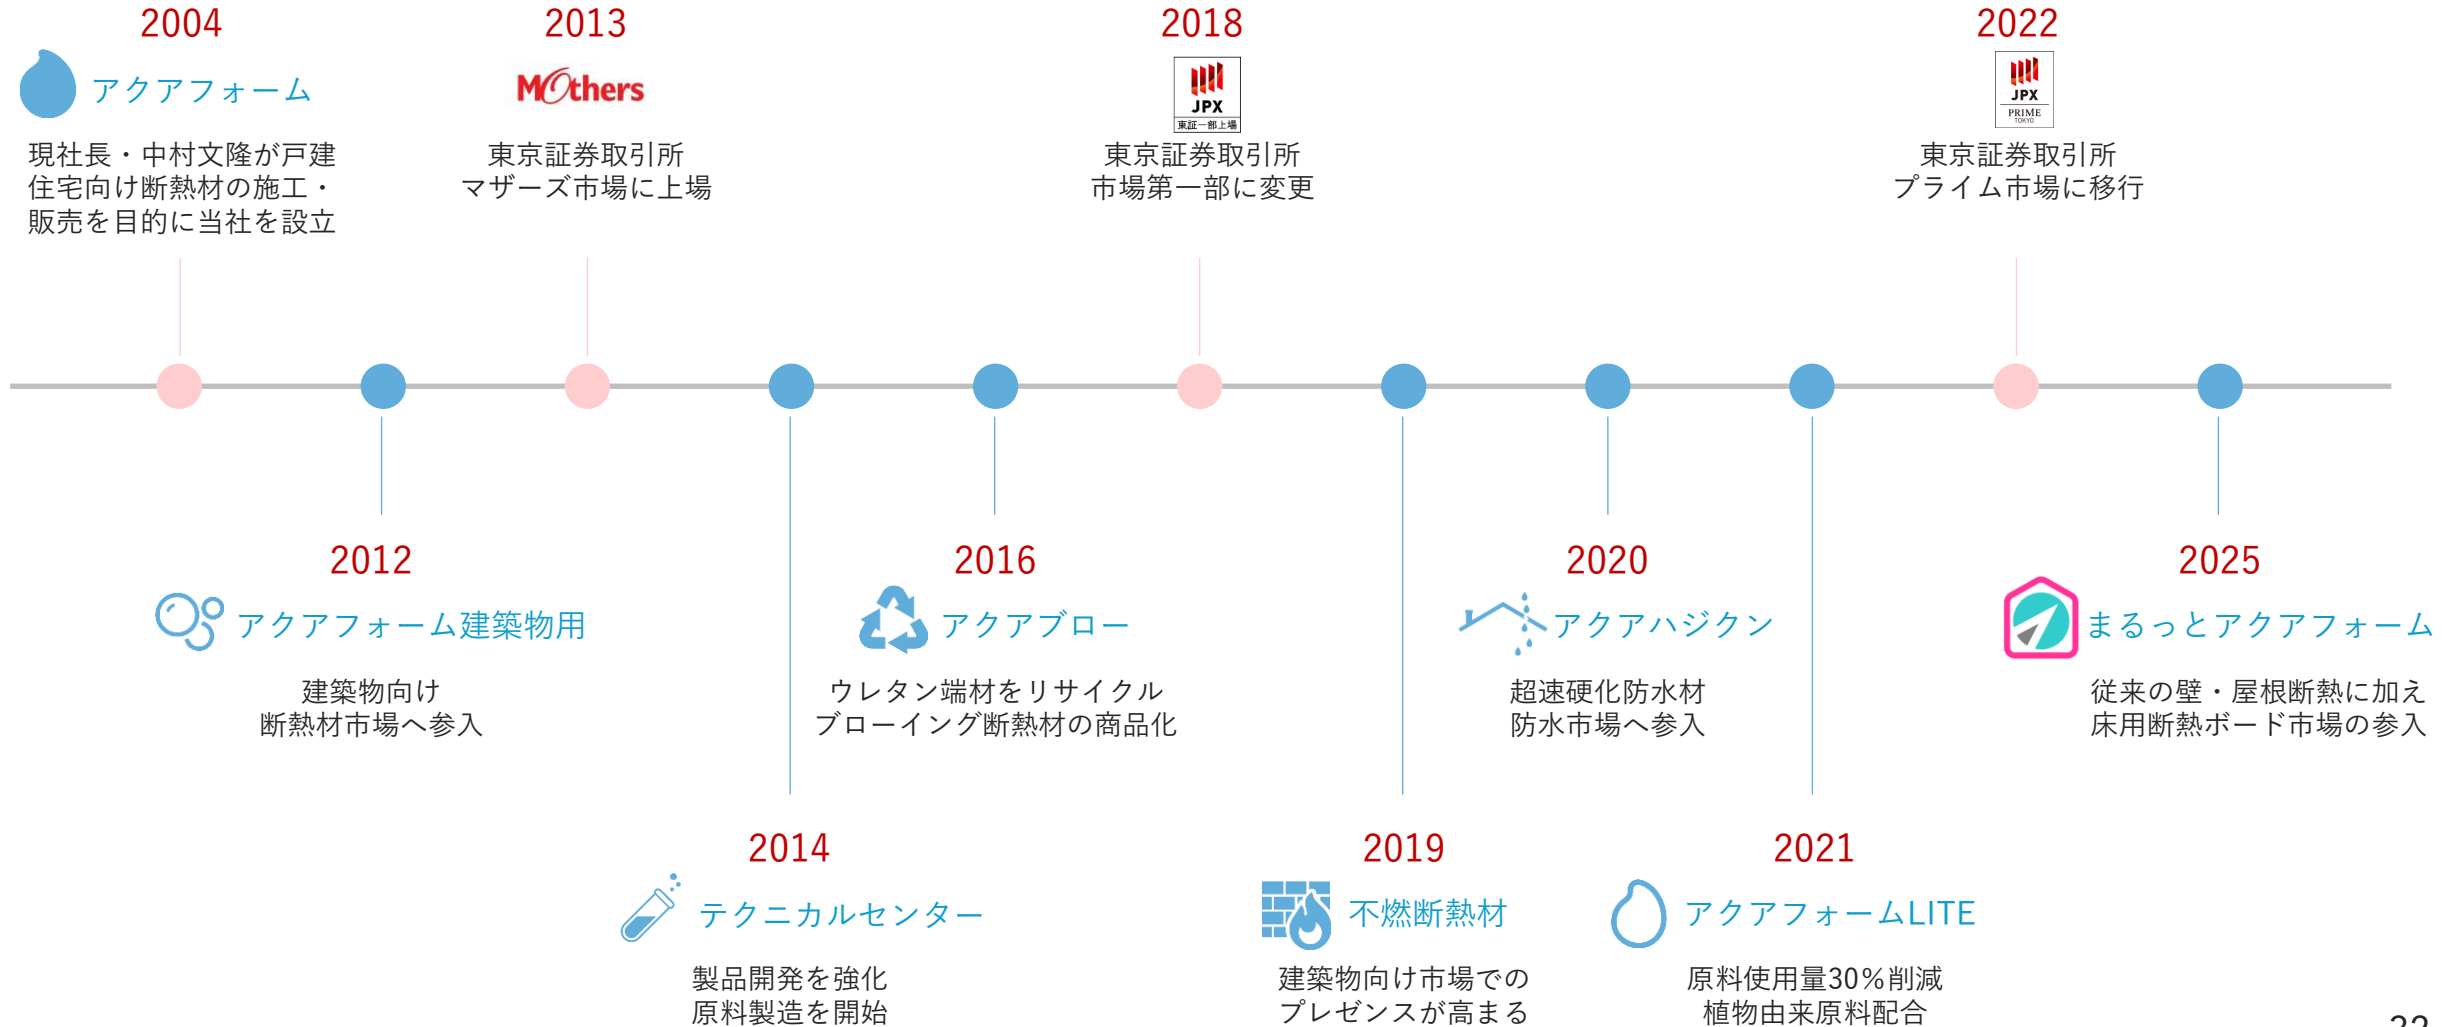 2004
アクアフォーム
現社長・中村文隆が戸建
住宅向け断熱材の施工・
販売を目的に当社を設立
2013
Mothers
東京証券取引所
マザーズ市場に上場
2018
JPX
東証一部上場
東京証券取引所
市場第一部に変更
2022
JPX
PRIME
TOKYO
東京証券取引所
プライム市場に移行
2012
アクアフォーム建築物用
建築物向け
断熱材市場へ参入
2016
アクアブロー
ウレタン端材をリサイクル
ブローイング断熱材の商品化
2020
アクアハジクン
超速硬化防水材
防水市場へ参入
2025
まるっとアクアフォーム
従来の壁・屋根断熱に加え
床用断熱ボード市場の参入
2014
テクニカルセンター
製品開発を強化
原料製造を開始
2019
不燃断熱材
建築物向け市場での
プレゼンスが高まる
2021
アクアフォームLITE
原料使用量30％削減
植物由来原料配合